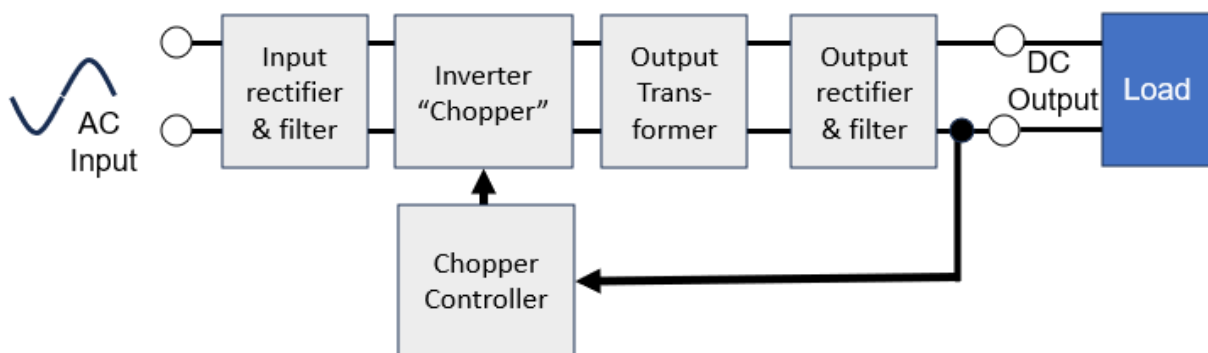 AC
Input
Input
rectifier
& filter
Inverter
“Chopper”
Output
Trans-
former
Output
rectifier
& filter
DC
Output
Load
Chopper
Controller